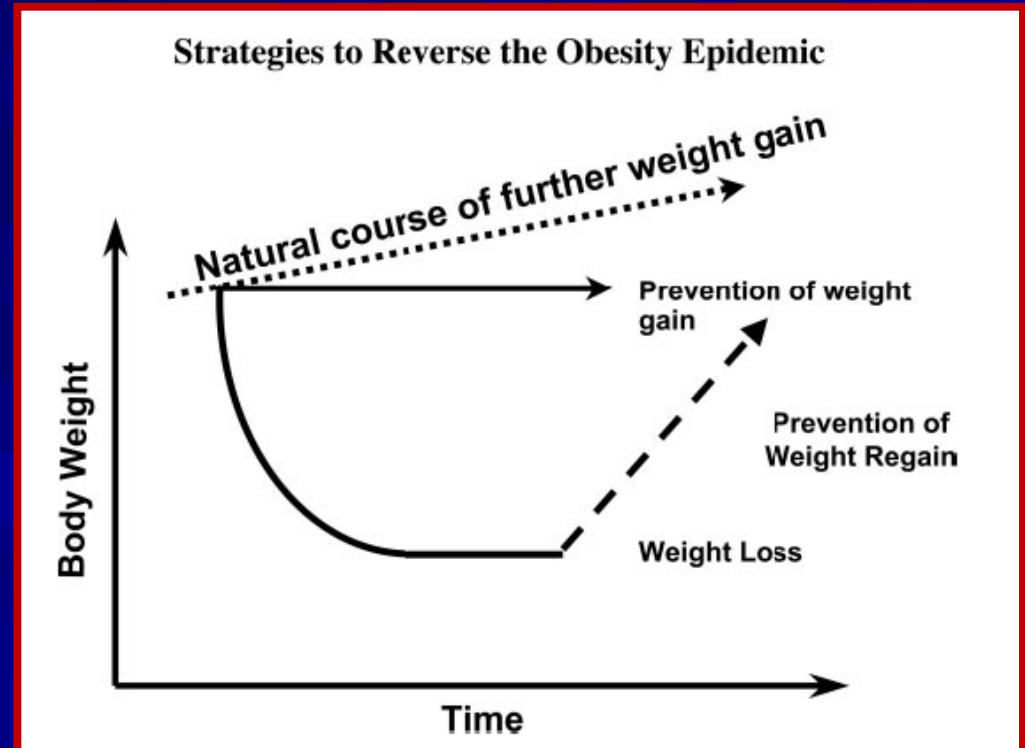 Strategies to Reverse the Obesity Epidemic
Natural course of further weight gain
Prevention of weight
gain
Prevention of
Weight Regain
Weight Loss
Body Weight
Time